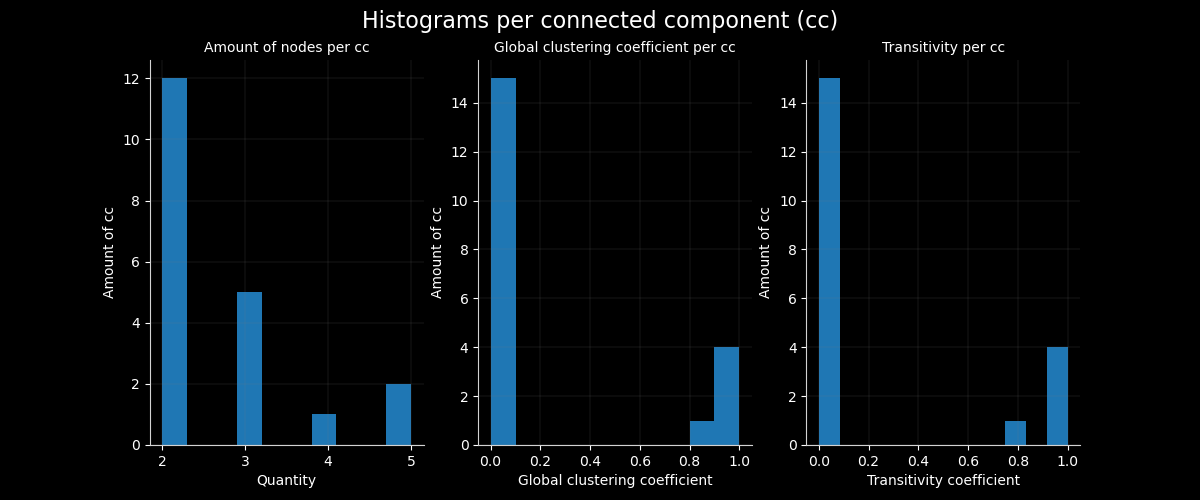 Histograms per connected component (cc)
Amount of nodes per cc
Global clustering coefficient per cc
Transitivity per cc
12
10
8
6
4
2
0
Amount of cc
2 3 4 5
Quantity
14
12
10
8
6
4
2
0
Amount of cc
0.0 0.2 0.4 0.6 0.8 1.0
Global clustering coefficient
14
12
10
8
6
4
2
0
Amount of cc
0.0 0.2 0.4 0.6 0.8 1.0
Transitivity coefficient